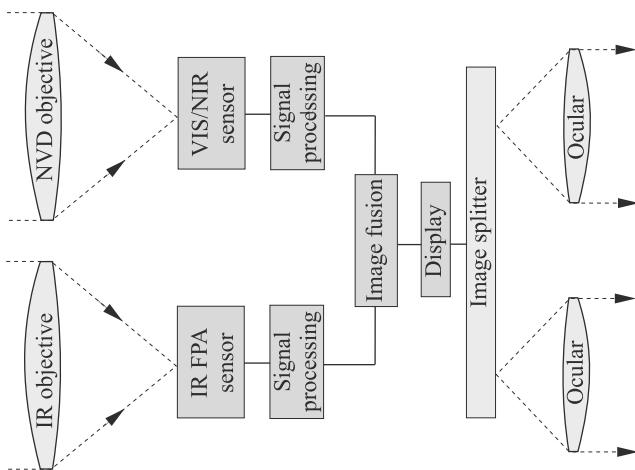 NVD objective
VIS/NIR
sensor
Signal
processing
IR objective
IR FPA
sensor
Signal
processing
Image fusion
Display
Image splitter
Ocular
Ocular